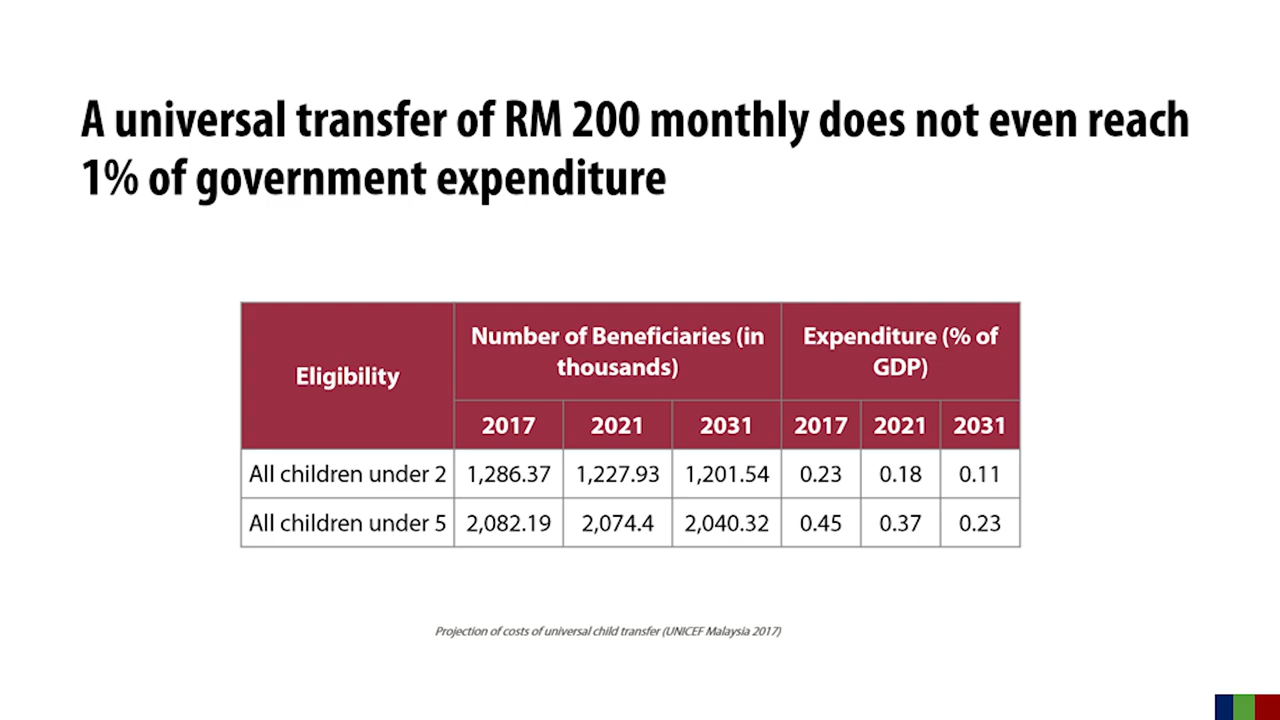 A universal transfer of RM 200 monthly does not even reach
1% of government expenditure
Eligibility
Number of Beneficiaries (in
thousands)
Expenditure (% of
GDP)
2017 2021 2031 2017 2021 2031
All children under 2 1,286.37 1,227.93 1,201.54 0.23 0.18 0.11
All children under 5 2,082.19 2,074.4 2,040.32 0.45 0.37 0.23
Projection of costs of universal child transfer (UNICEF Malaysia 2017)